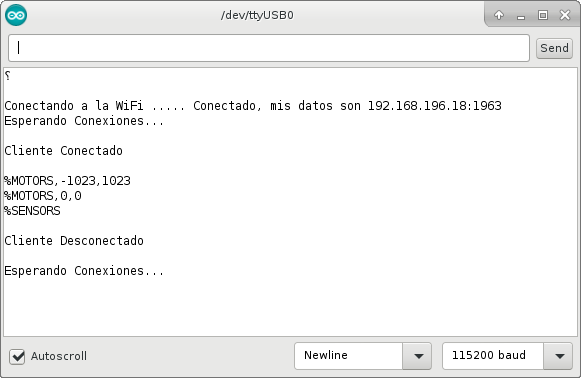 /dev/ttyUSB0
Send
⸮
Conectando a la WiFi ..... Conectado, mis datos son 192.168.196.18:1963
Esperando Conexiones...
Cliente Conectado
%MOTORS,-1023,1023
%MOTORS,0,0
%SENSORS
Cliente Desconectado
Esperando Conexiones...
Autoscroll
Newline
115200 baud